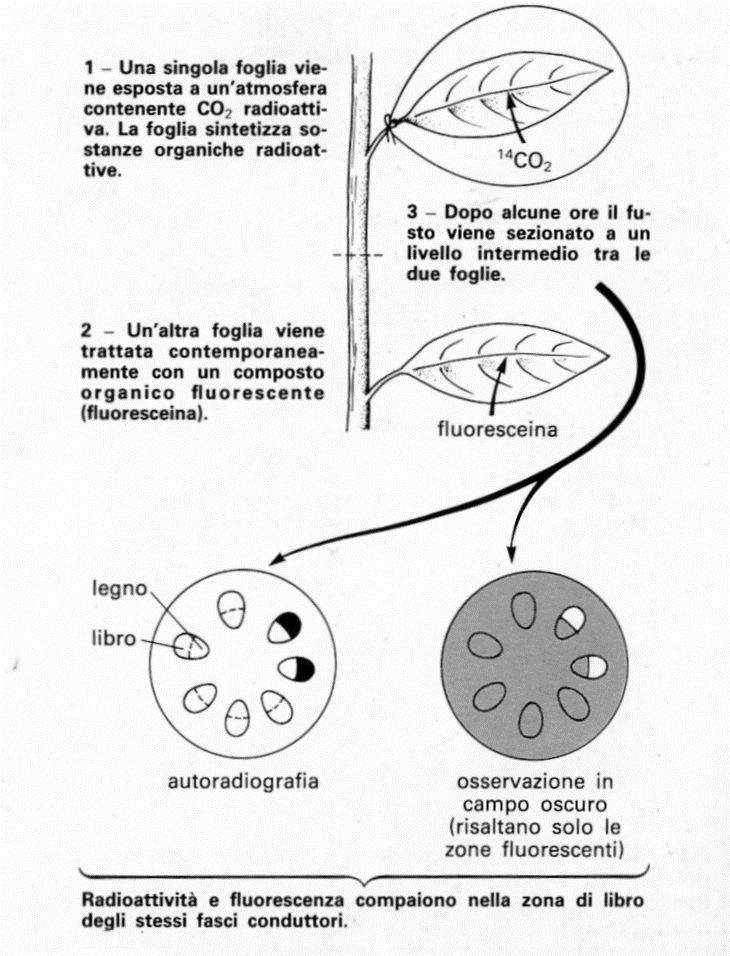 1 – Una singola foglia vie-
ne esposta a un'atmosfera
contenente CO₂ radioatti-
va. La foglia sintetizza so-
stanze organiche radioat-
tive.
¹⁴CO₂
3 – Dopo alcune ore il fu-
sto viene sezionato a un
livello intermedio tra le
due foglie.
2 – Un'altra foglia viene
trattata contemporanea-
mente con un composto
organico fluorescente
(fluoresceina).
fluoresceina
legno
libro
autoradiografia
osservazione in
campo oscuro
(risaltano solo le
zone fluorescenti)
Radioattività e fluorescenza compaiono nella zona di libro
degli stessi fasci conduttori.